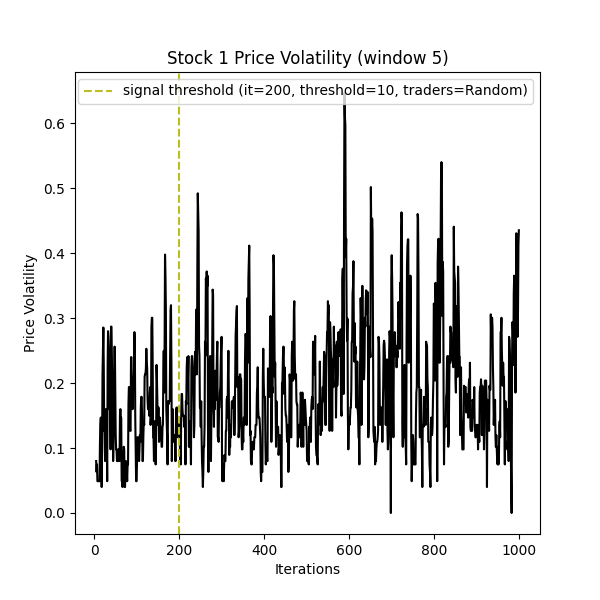 Stock 1 Price Volatility (window 5)
signal threshold (it=200, threshold=10, traders=Random)
Price Volatility
0.6
0.5
0.4
0.3
0.2
0.1
0.0
0 200 400 600 800 1000
Iterations